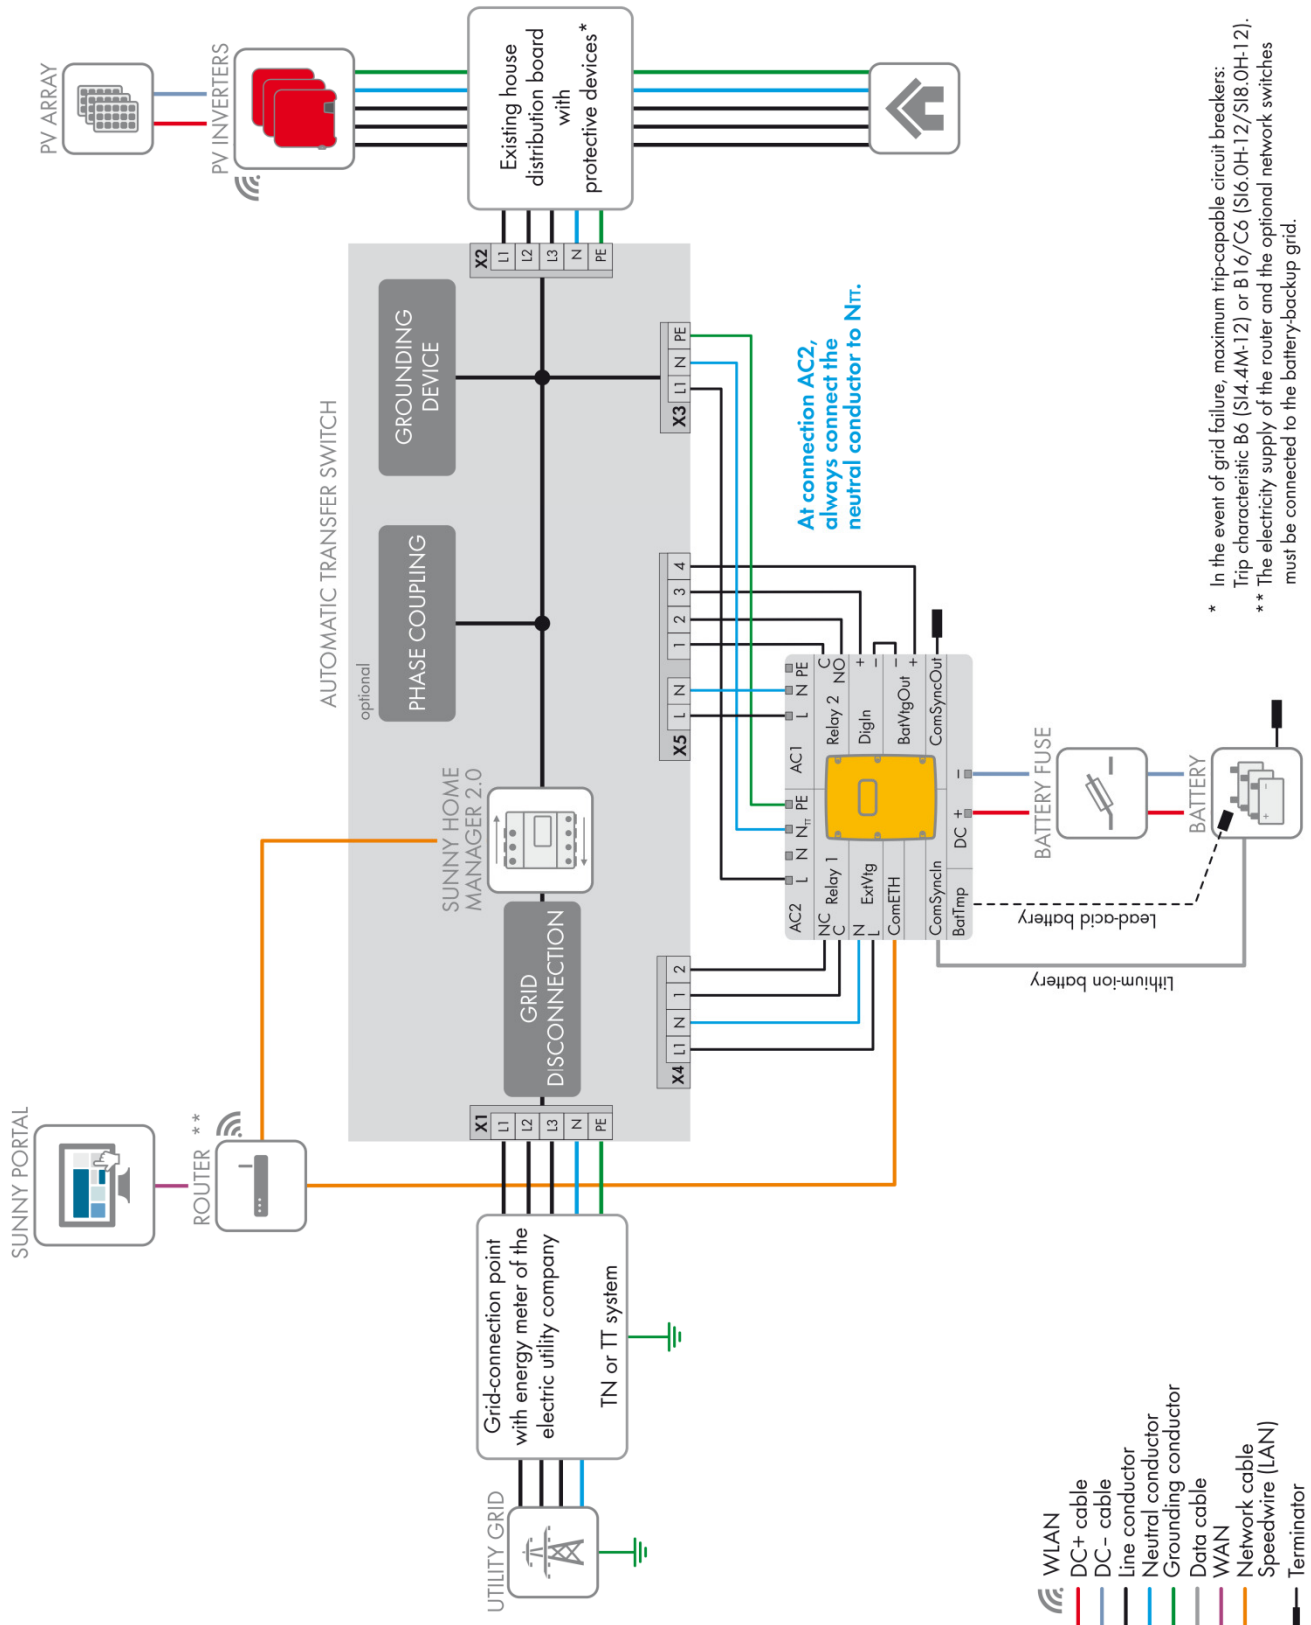 SUNNY PORTAL
ROUTER **
PV ARRAY
PV INVERTERS
AUTOMATIC TRANSFER SWITCH
optional
PHASE COUPLING
GROUNDING
DEVICE
SUNNY HOME
MANAGER 2.0
GRID
DISCONNECTION
UTILITY GRID
Grid-connection point
with energy meter of the
electric utility company
TN or TT system
X1
L1
L2
L3
N
PE
X2
L1
L2
L3
N
PE
Existing house
distribution board
with
protective devices*
X4
L1
N
1
2
X5
L
N
1
2
3
4
X3
L1
N
PE
At connection AC2,
always connect the
neutral conductor to NTT.
AC2
L
N
NTT
PE
AC1
L
N
PE
NC
C
Relay 1
Relay 2
C
NO
N
L
ExtVtg
DigIn
+
−
ComETH
BatVtgOut
−
+
ComSyncIn
ComSyncOut
BatTmp
DC
+
−
BATTERY FUSE
BATTERY
Lead-acid battery
Lithium-ion battery
WLAN
DC+ cable
DC− cable
Line conductor
Neutral conductor
Grounding conductor
Data cable
WAN
Network cable
Speedwire (LAN)
Terminator
* In the event of grid failure, maximum trip-capable circuit breakers:
Trip characteristic B6 (SI4.4M-12) or B16/C6 (SI6.0H-12/SI8.0H-12).
** The electricity supply of the router and the optional network switches
must be connected to the battery-backup grid.